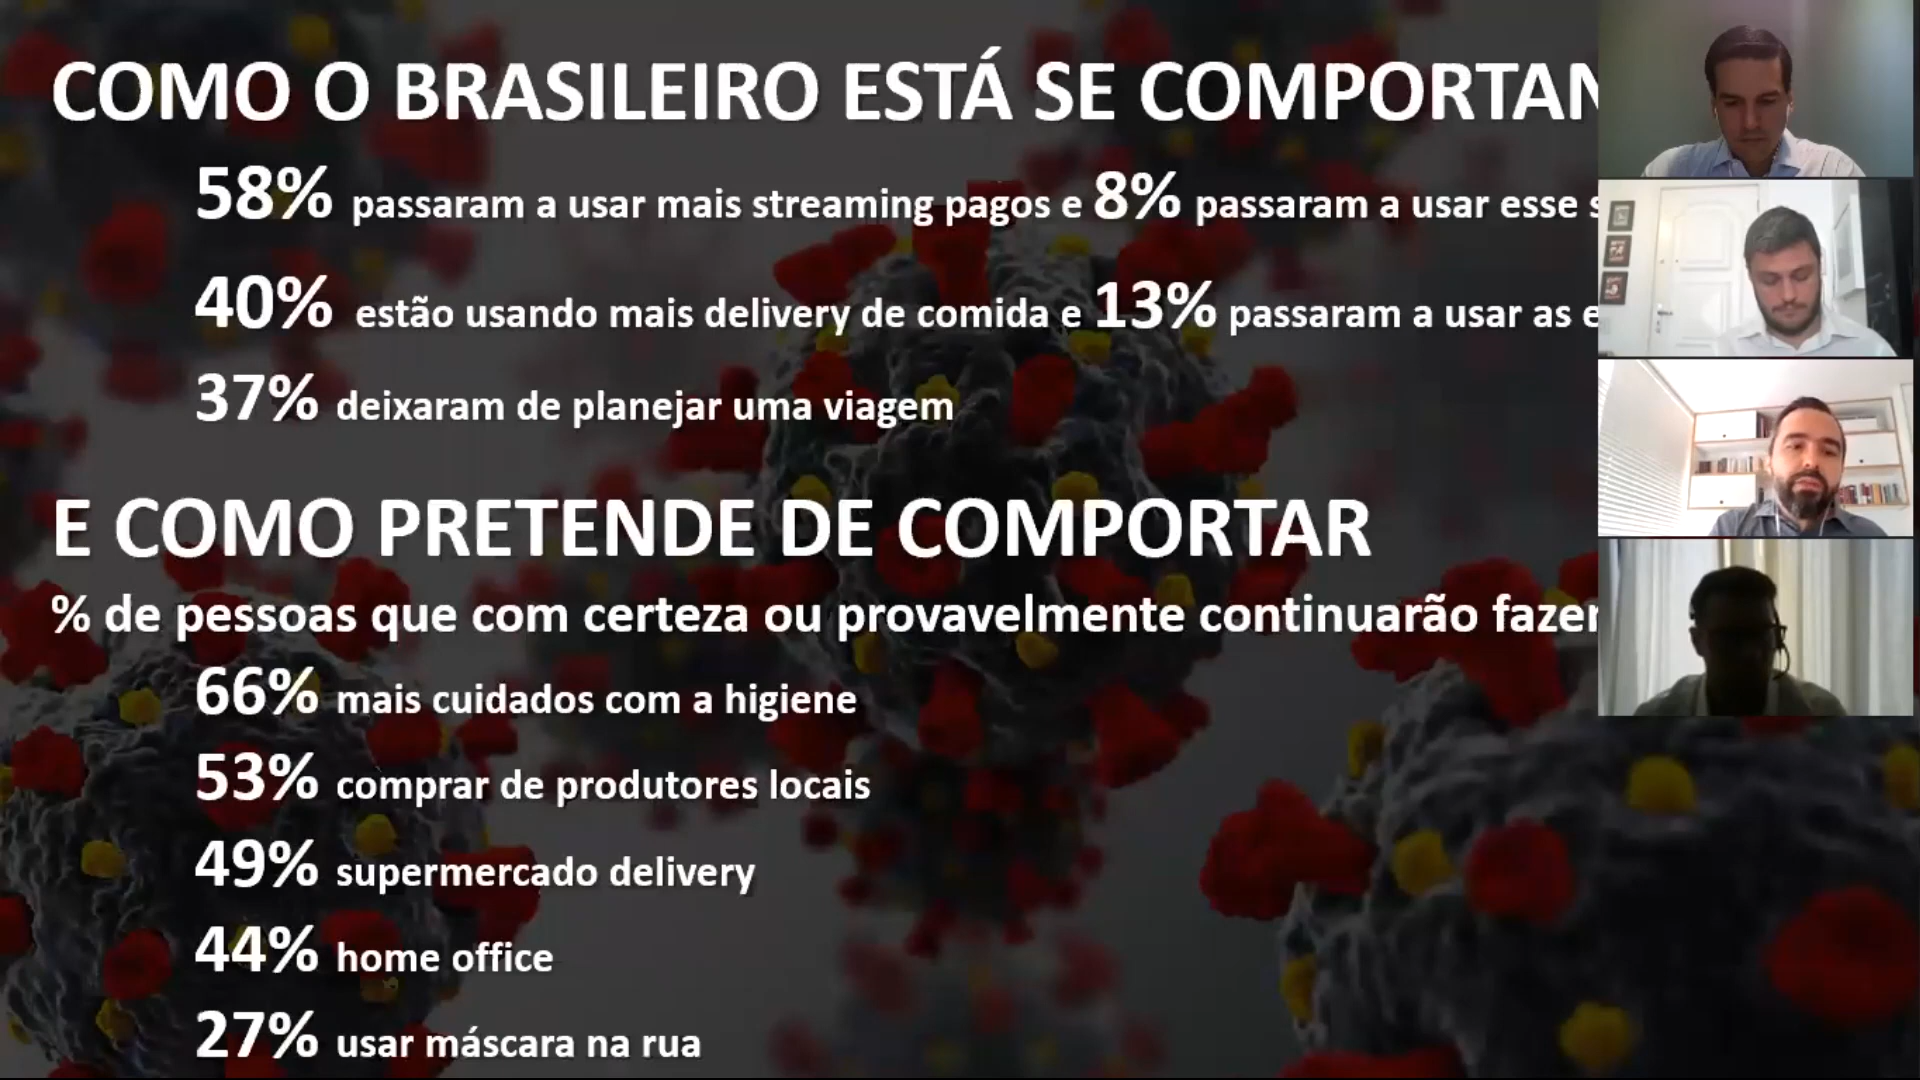 COMO O BRASILEIRO ESTÁ SE COMPORTAN
58% passaram a usar mais streaming pagos e 8% passaram a usar esse s
40% estão usando mais delivery de comida e 13% passaram a usar as e
37% deixaram de planejar uma viagem
E COMO PRETENDE DE COMPORTAR
% de pessoas que com certeza ou provavelmente continuarão fazer
66% mais cuidados com a higiene
53% comprar de produtores locais
49% supermercado delivery
44% home office
27% usar máscara na rua